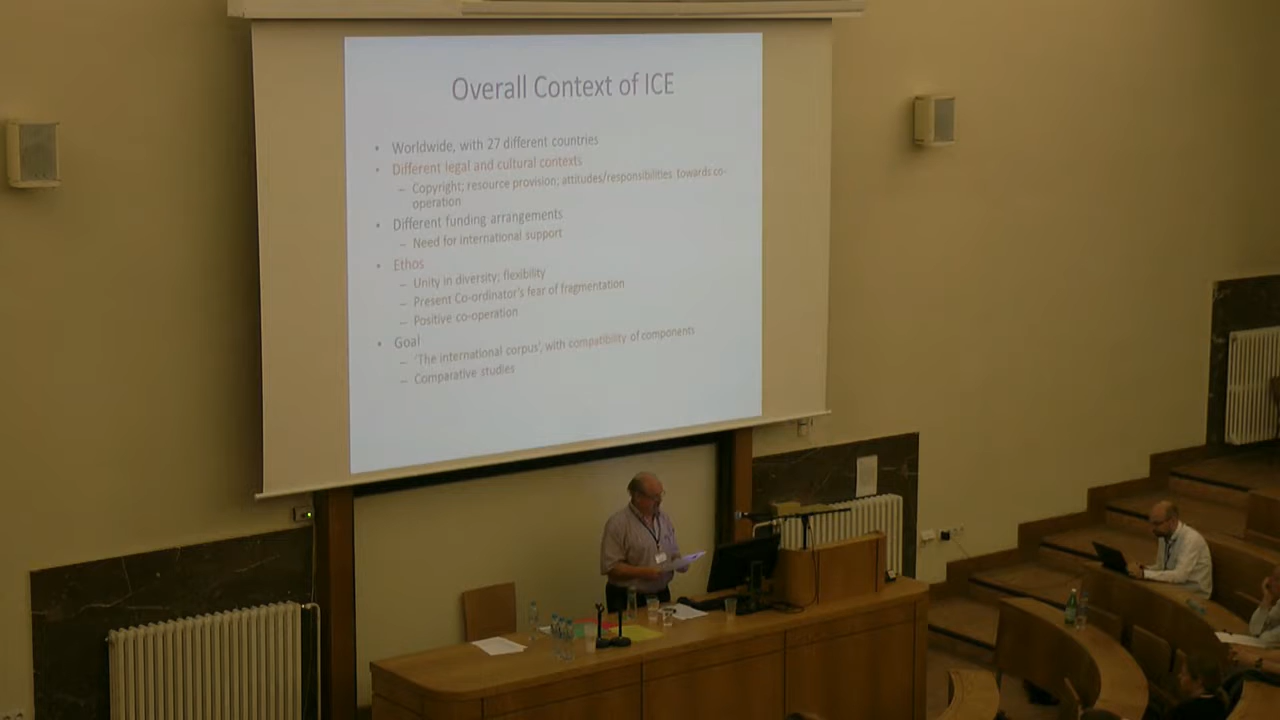 Overall Context of ICE
• Worldwide, with 27 different countries
• Different legal and cultural contexts
– Copyright; resource provision; attitudes/responsibilities towards co-
operation
• Different funding arrangements
– Need for international support
• Ethos
– Unity in diversity; flexibility
– Present Co-ordinator's fear of fragmentation
– Positive co-operation
• Goal
– 'The international corpus', with compatibility of components
– Comparative studies